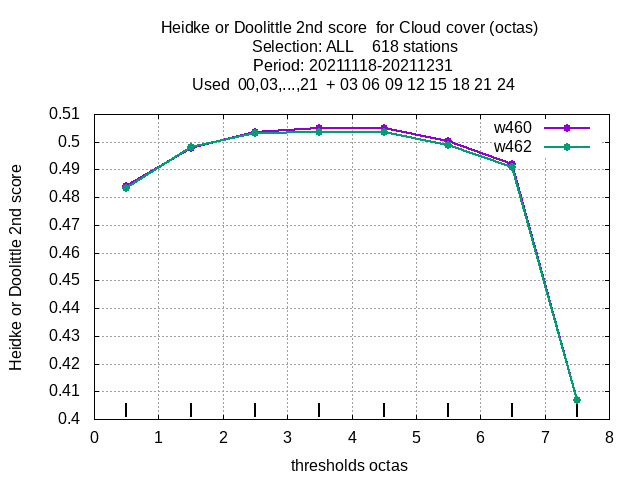 Heidke or Doolittle 2nd score  for Cloud cover (octas)
Selection: ALL    618 stations
Period: 20211118-20211231
Used  00,03,...,21  + 03 06 09 12 15 18 21 24
0.51
0.5
0.49
0.48
0.47
0.46
0.45
0.44
0.43
0.42
0.41
0.4
Heidke or Doolittle 2nd score
w460
w462
0 1 2 3 4 5 6 7 8
thresholds octas